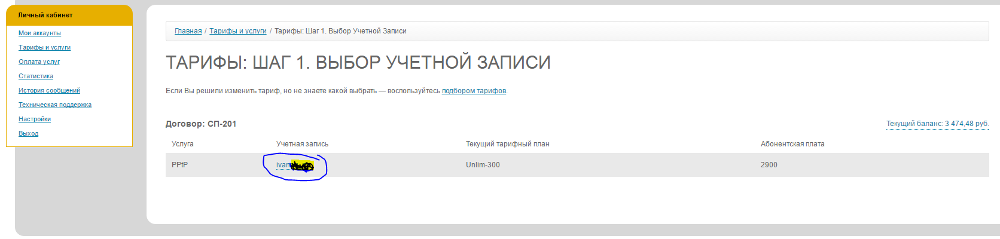 Личный кабинет
Мои аккаунты
Тарифы и услуги
Оплата услуг
Статистика
История сообщений
Техническая поддержка
Настройки
Выход
Главная / Тарифы и услуги / Тарифы: Шаг 1. Выбор Учетной Записи
ТАРИФЫ: ШАГ 1. ВЫБОР УЧЕТНОЙ ЗАПИСИ
Если Вы решили изменить тариф, но не знаете какой выбрать — воспользуйтесь подбором тарифов.
Договор: СП-201
Текущий баланс: 3 474,48 руб.
Услуга Учетная запись Текущий тарифный план Абонентская плата
PPtP Unlim-300 2900